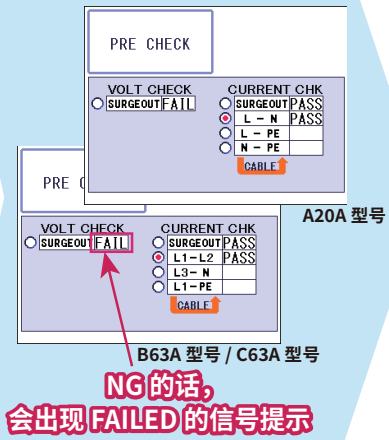 PRE CHECK
VOLT CHECK
SURGEOUT FAIL
CURRENT CHK
SURGEOUT PASS
L - N PASS
L - PE
N - PE
CABLE
A20A 型号
PRE C
VOLT CHECK
SURGEOUT FAIL
CURRENT CHK
SURGEOUT PASS
L1-L2 PASS
L3- N
L1-PE
CABLE
B63A 型号 / C63A 型号
NG 的话，
会出现 FAILED 的信号提示